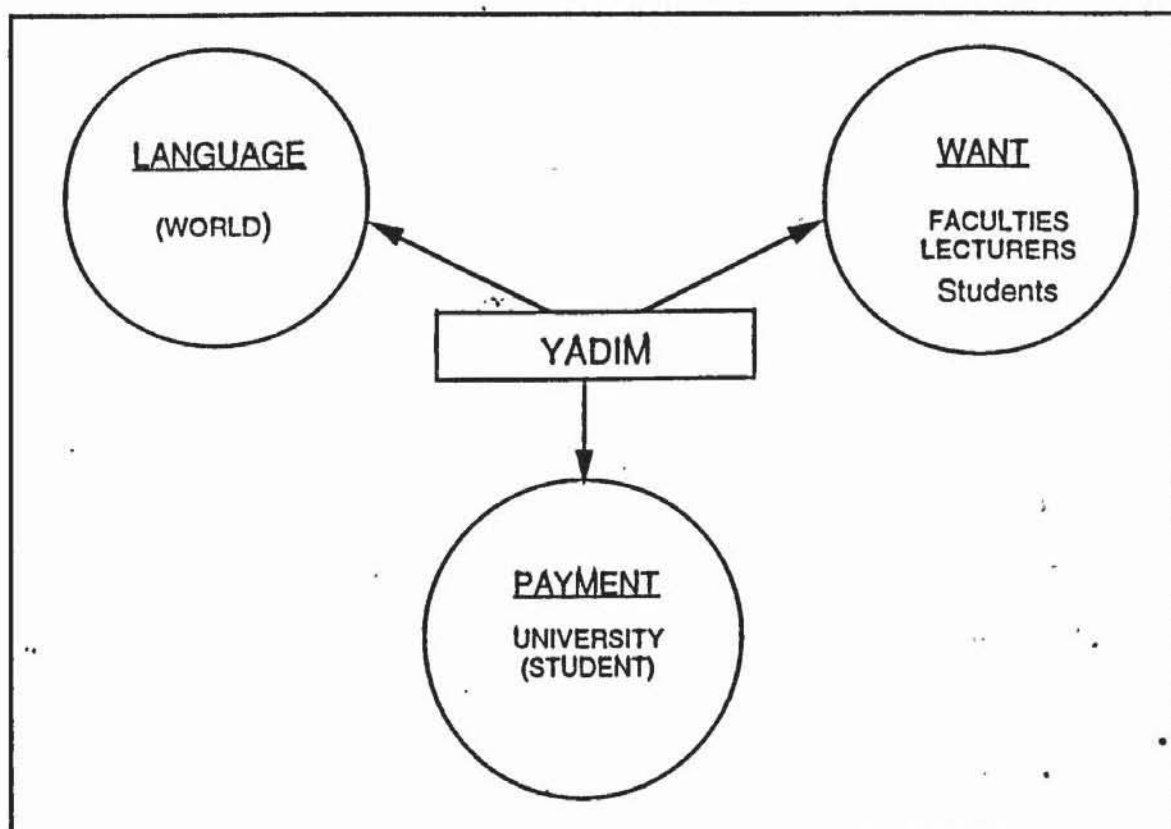 LANGUAGE
(WORLD)
WANT
FACULTIES
LECTURERS
Students
YADIM
PAYMENT
UNIVERSITY
(STUDENT)